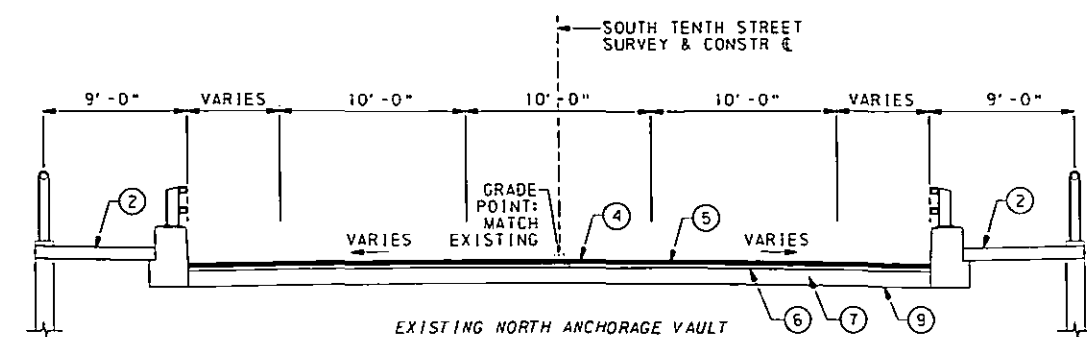 SOUTH TENTH STREET
SURVEY & CONSTR ℄
9'-0" VARIES 10'-0" 10'-0" 10'-0" VARIES 9'-0"
GRADE
POINT:
MATCH
EXISTING
2 4 5 2
VARIES VARIES
6 7 9
EXISTING NORTH ANCHORAGE VAULT